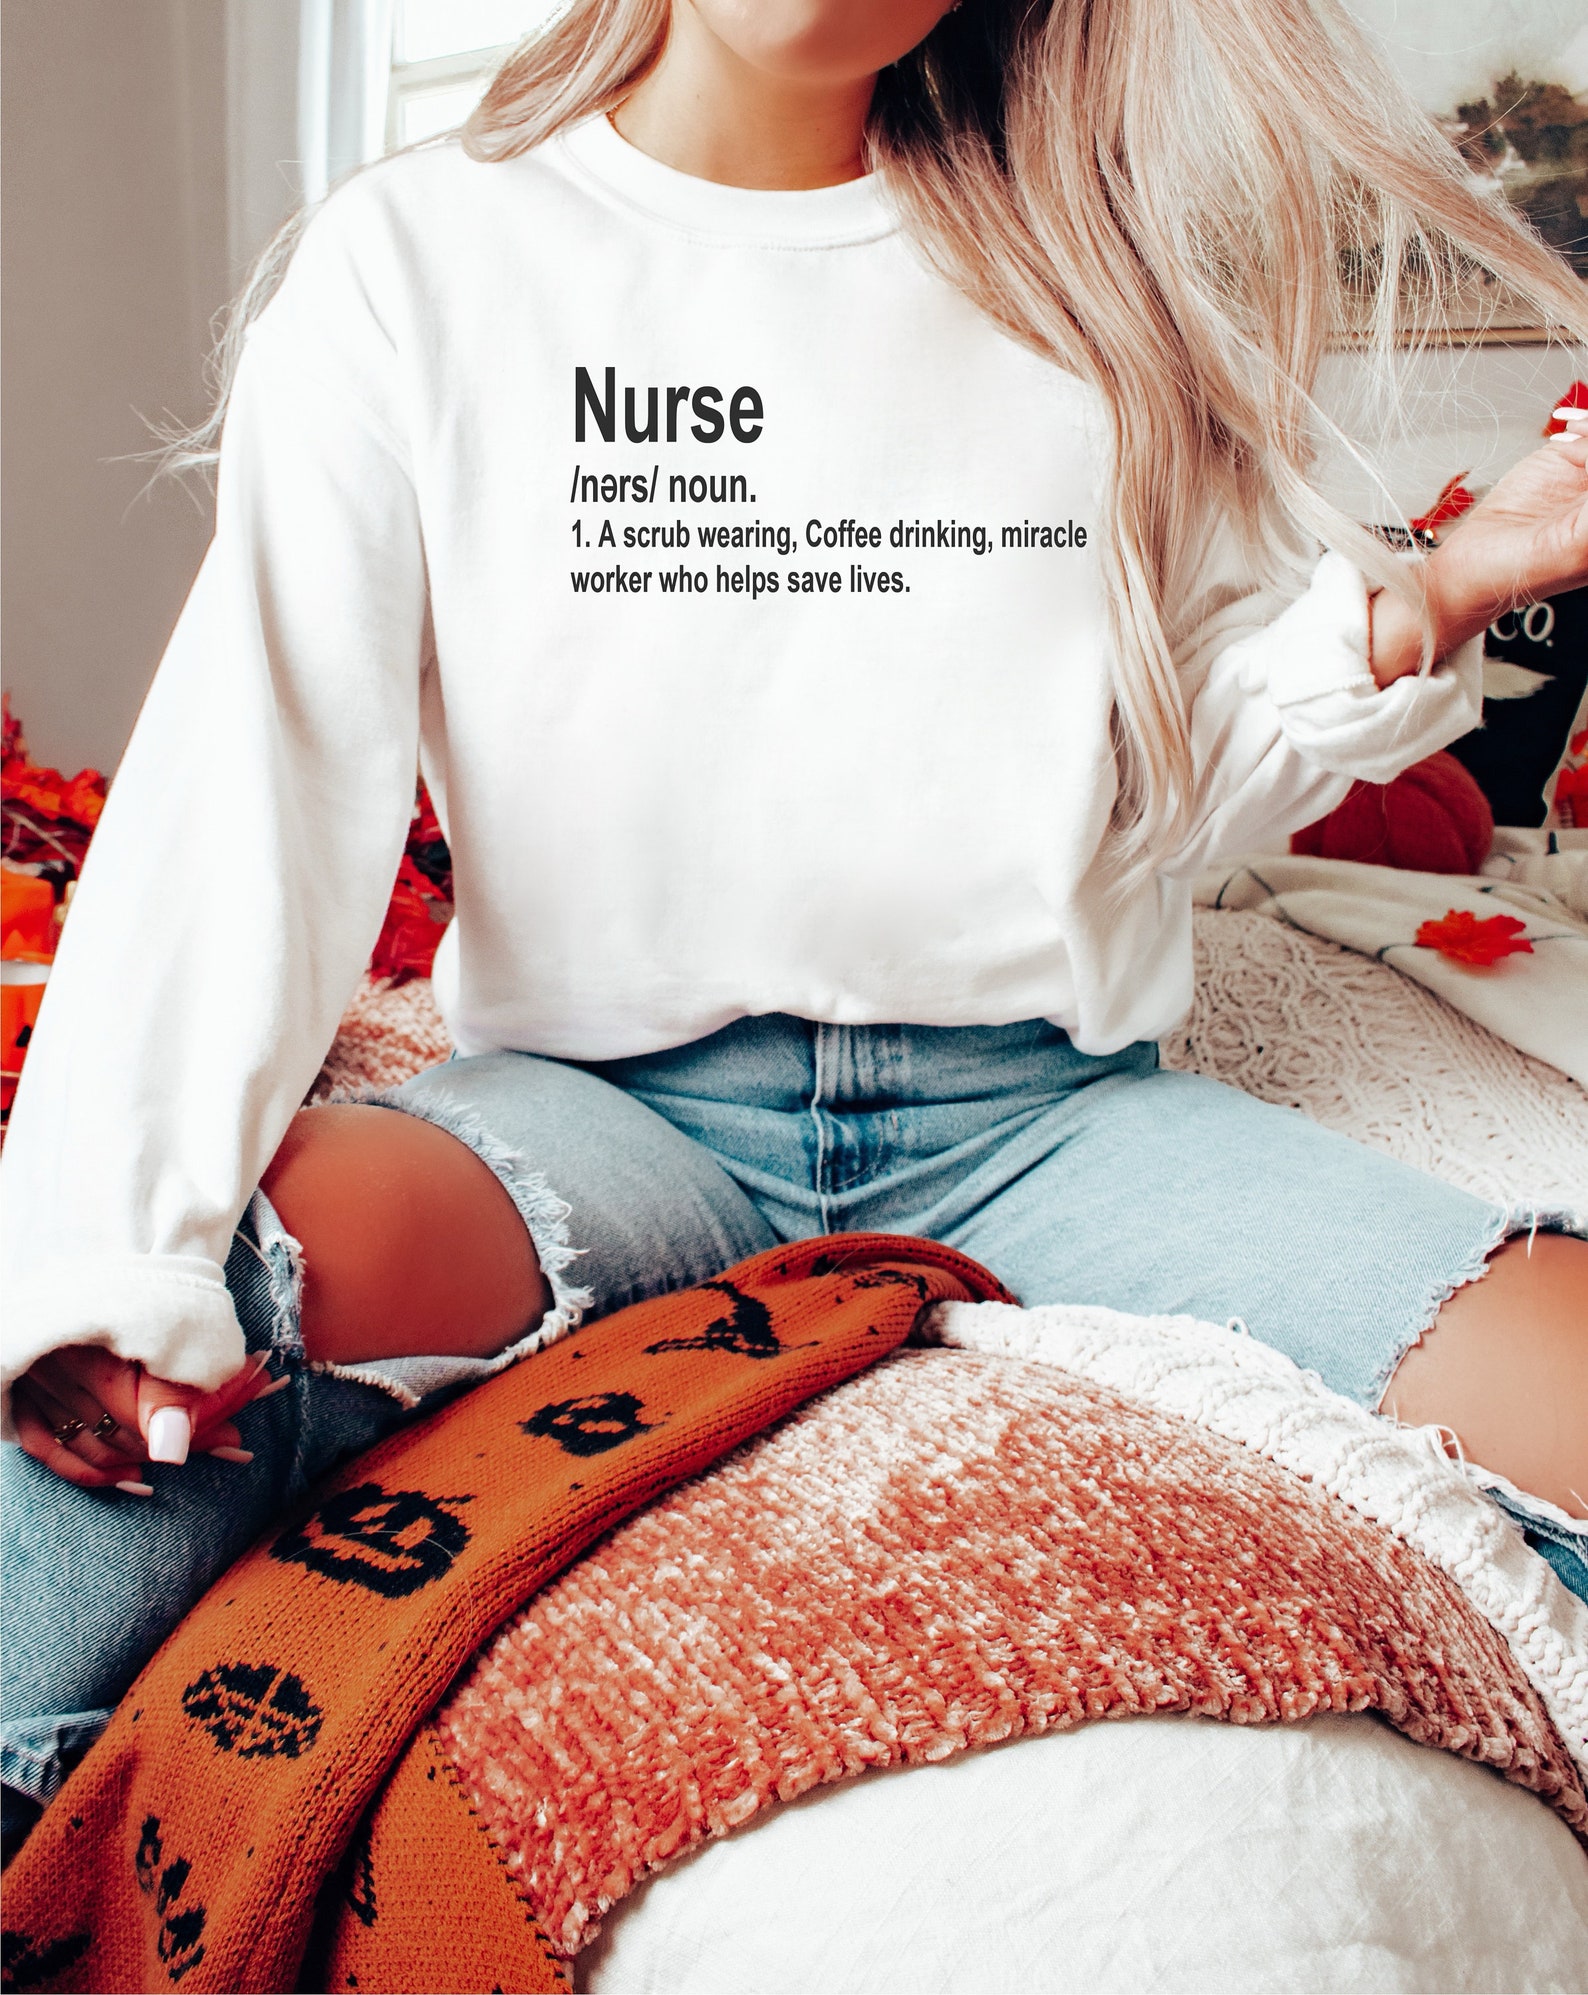 Nurse
/nərs/ noun.
1. A scrub wearing, Coffee drinking, miracle
worker who helps save lives.
CO.